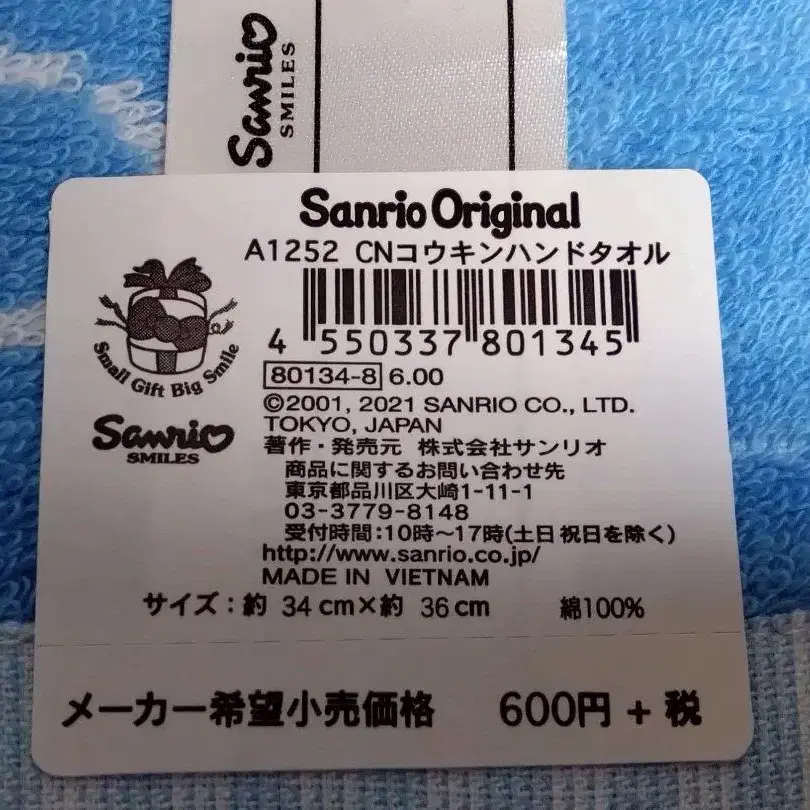 Sanrio
SMILES
Sanrio Original
A1252 CNコウキンハンドタオル
4 550337 801345
80134-8 6.00
Small Gift Big Smile
©2001, 2021 SANRIO CO., LTD.
TOKYO, JAPAN
Sanrio
SMILES
著作・発売元 株式会社サンリオ
商品に関するお問い合わせ先
東京都品川区大崎1-11-1
03-3779-8148
受付時間:10時~17時(土日 祝日を除く)
http://www.sanrio.co.jp/
MADE IN VIETNAM
サイズ:約 34 cm×約 36 cm 綿100%
メーカー希望小売価格 600円 + 税